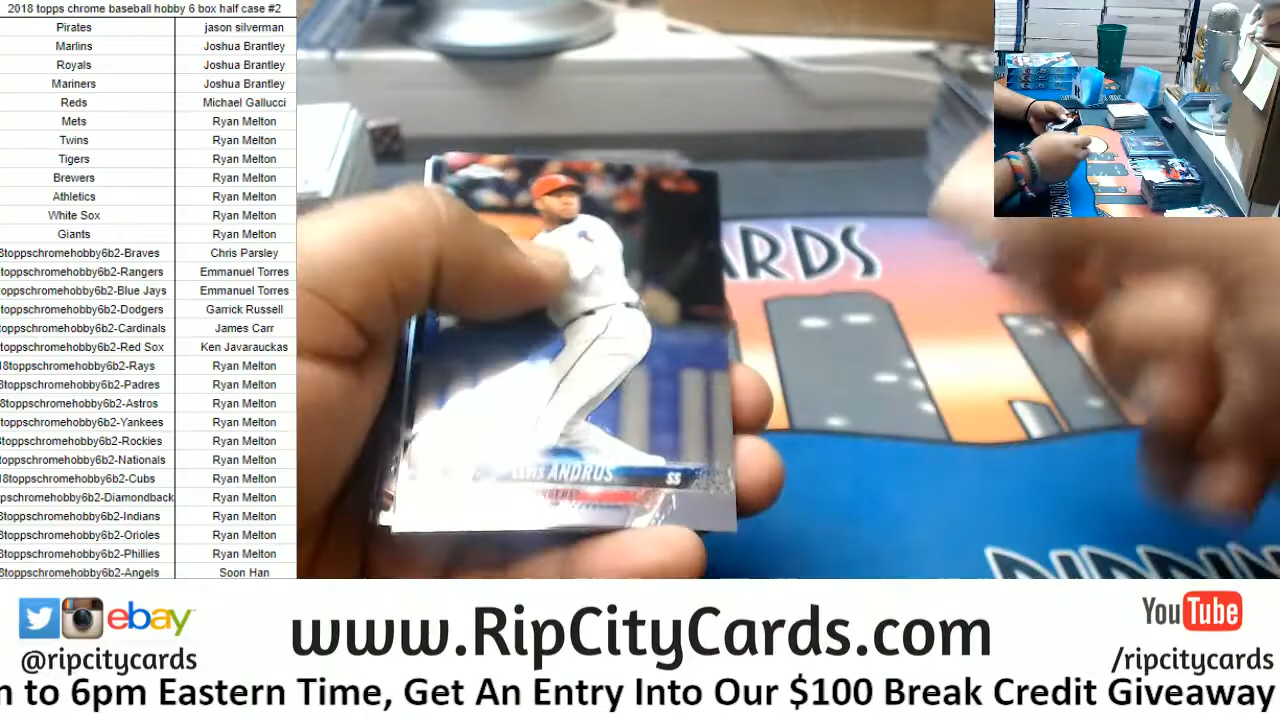 2018 topps chrome baseball hobby 6 box half case #2
Pirates jason silverman
Marlins Joshua Brantley
Royals Joshua Brantley
Mariners Joshua Brantley
Reds Michael Gallucci
Mets Ryan Melton
Twins Ryan Melton
Tigers Ryan Melton
Brewers Ryan Melton
Athletics Ryan Melton
White Sox Ryan Melton
Giants Ryan Melton
8toppschromehobby6b2-Braves Chris Parsley
toppschromehobby6b2-Rangers Emmanuel Torres
oppschromehobby6b2-Blue Jays Emmanuel Torres
toppschromehobby6b2-Dodgers Garrick Russell
toppschromehobby6b2-Cardinals James Carr
toppschromehobby6b2-Red Sox Ken Javarauckas
18toppschromehobby6b2-Rays Ryan Melton
8toppschromehobby6b2-Padres Ryan Melton
8toppschromehobby6b2-Astros Ryan Melton
toppschromehobby6b2-Yankees Ryan Melton
toppschromehobby6b2-Rockies Ryan Melton
toppschromehobby6b2-Nationals Ryan Melton
18toppschromehobby6b2-Cubs Ryan Melton
pschromehobby6b2-Diamondback Ryan Melton
8toppschromehobby6b2-Indians Ryan Melton
8toppschromehobby6b2-Orioles Ryan Melton
8toppschromehobby6b2-Phillies Ryan Melton
8toppschromehobby6b2-Angels Soon Han
ARDS
ANDRUS SS
ebay
@ripcitycards
www.RipCityCards.com
YouTube
/ripcitycards
m to 6pm Eastern Time, Get An Entry Into Our $100 Break Credit Giveaway